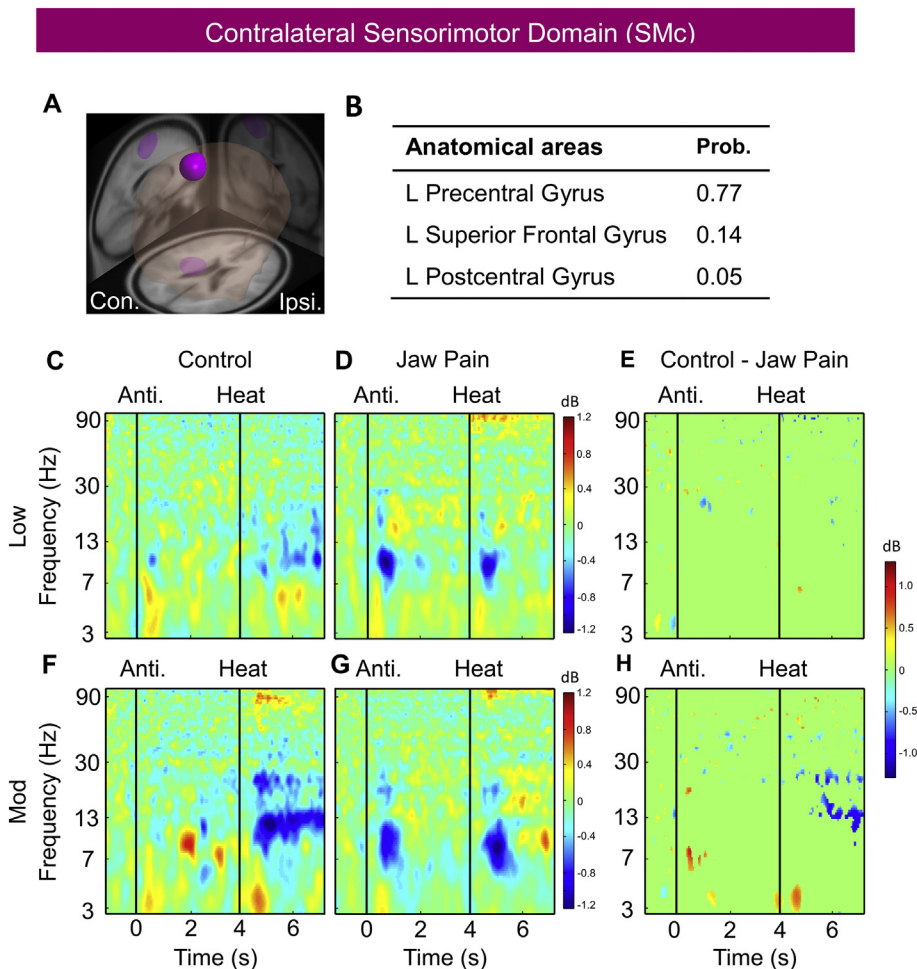 Contralateral Sensorimotor Domain (SMc)
A
B
Con.
Ipsi.
Anatomical areas Prob.
L Precentral Gyrus 0.77
L Superior Frontal Gyrus 0.14
L Postcentral Gyrus 0.05
C Control
D Jaw Pain
E Control - Jaw Pain
Anti. Heat
Anti. Heat
dB
Anti. Heat
Low
Frequency (Hz)
90
30
13
7
3
1.2
0.8
0.4
0
-0.4
-0.8
-1.2
90
30
13
7
3
dB
1.0
0.5
0
-0.5
-1.0
F Anti. Heat
G Anti. Heat
dB
H Anti. Heat
Mod
Frequency (Hz)
90
30
13
7
3
0 2 4 6
Time (s)
0 2 4 6
Time (s)
1.2
0.8
0.4
0
-0.4
-0.8
-1.2
90
30
13
7
3
0 2 4 6
Time (s)